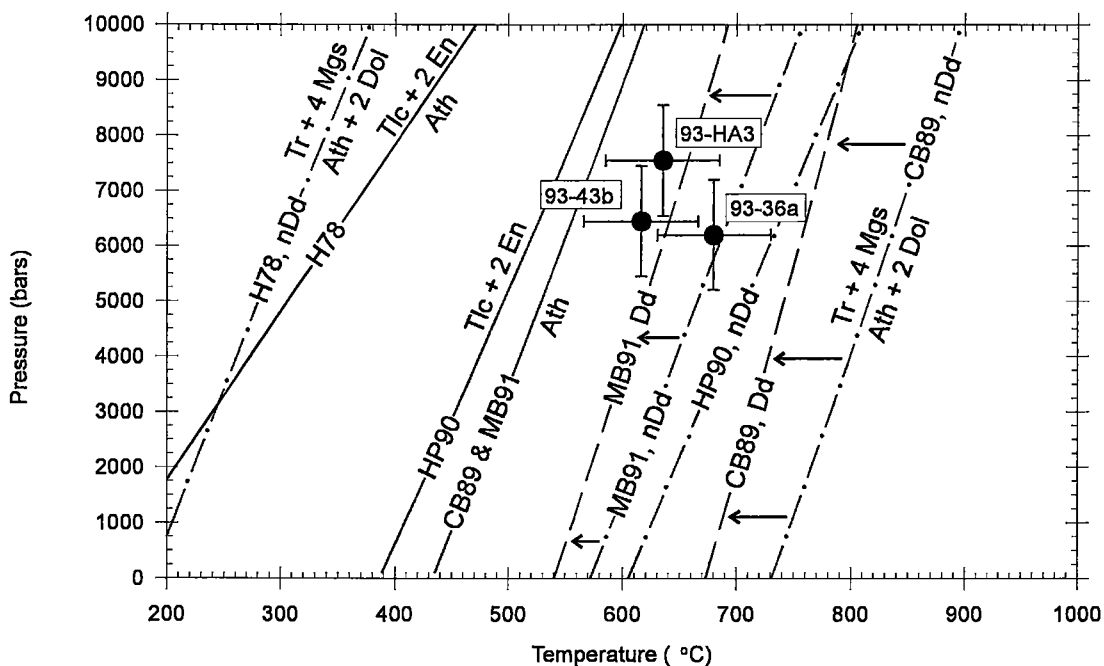 10000
9000
8000
7000
6000
5000
4000
3000
2000
1000
0
Pressure (bars)
200
300
400
500
600
700
800
900
1000
Temperature ( °C)
Tr + 4 Mgs
Ath + 2 Dol
H78, nDd
Tlc + 2 En
Ath
H78
HP90
Tlc + 2 En
CB89 & MB91
Ath
MB91, Dd
MB91, nDd
HP90, nDd
CB89, Dd
Tr + 4 Mgs
Ath + 2 Dol
CB89, nDd
93-HA3
93-43b
93-36a